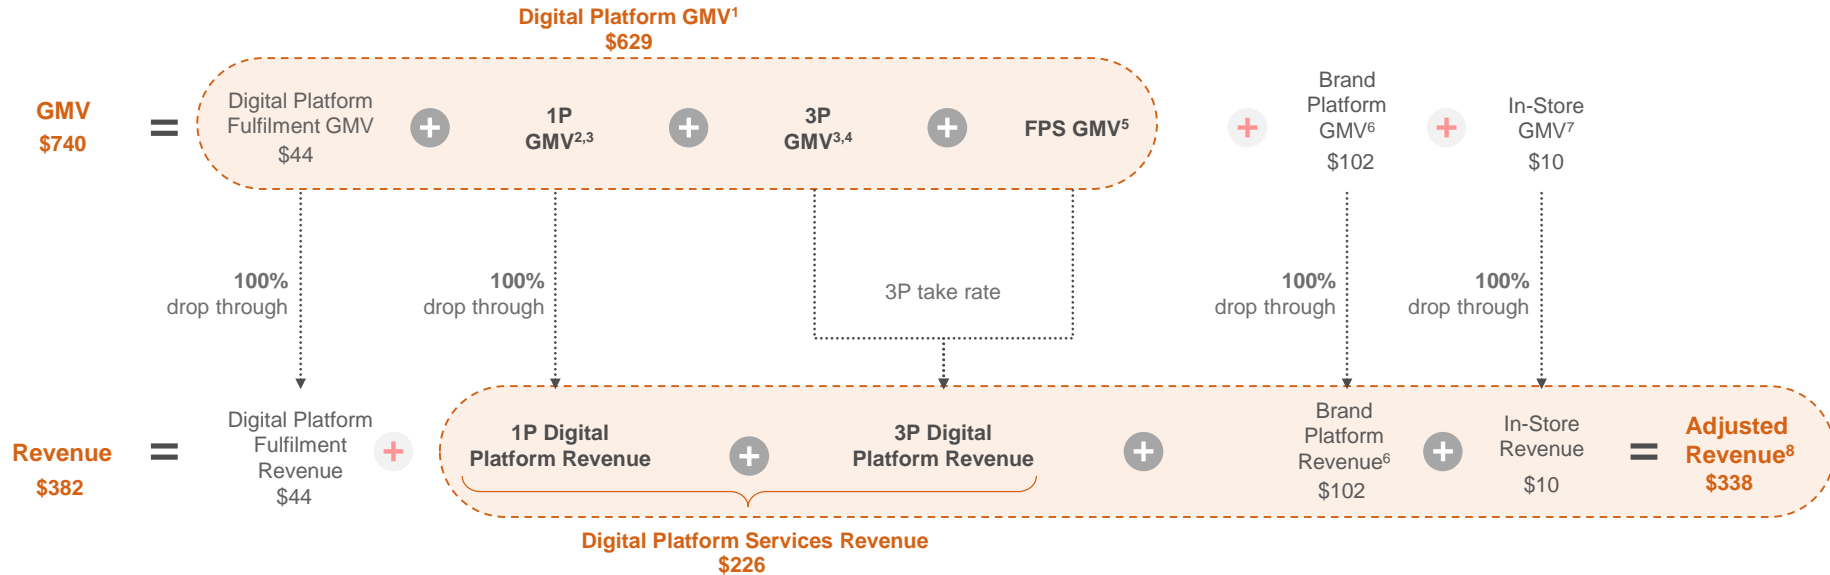 Digital Platform GMV1
$629
GMV
$740
=
Digital Platform
Fulfilment GMV
$44
+
1P
GMV2,3
+
3P
GMV3,4
+
FPS GMV5
+
Brand
Platform
GMV6
$102
+
In-Store
GMV7
$10
100%
drop through
100%
drop through
3P take rate
100%
drop through
100%
drop through
Revenue
$382
=
Digital Platform
Fulfilment
Revenue
$44
+
1P Digital
Platform Revenue
+
3P Digital
Platform Revenue
+
Brand
Platform
Revenue6
$102
+
In-Store
Revenue
$10
=
Adjusted
Revenue8
$338
Digital Platform Services Revenue
$226